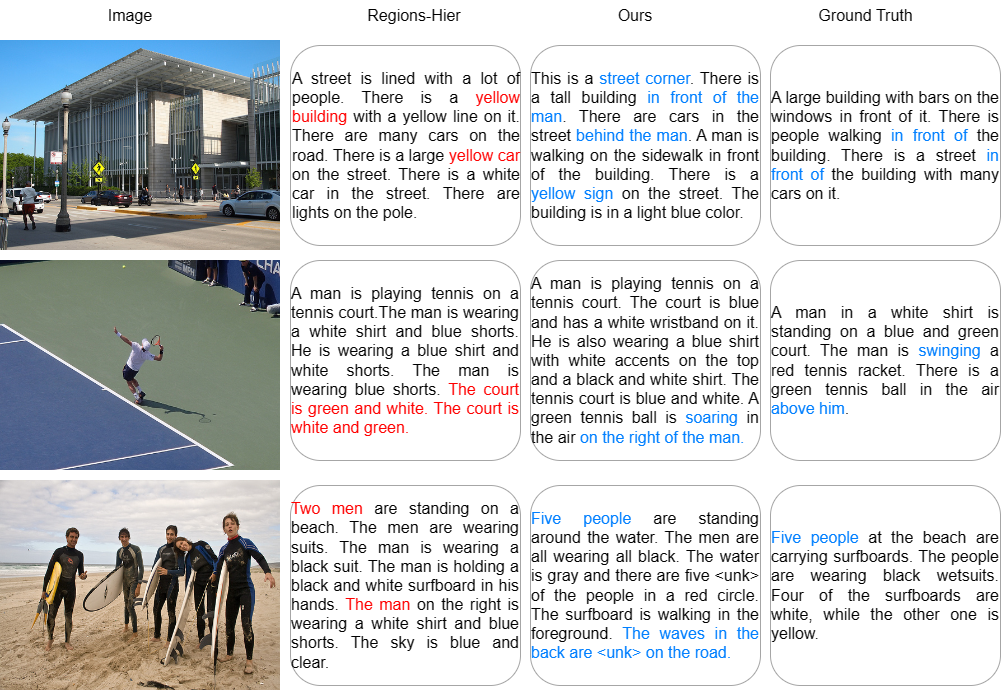 Image
Regions-Hier
Ours
Ground Truth
A street is lined with a lot of
people. There is a yellow
building with a yellow line on it.
There are many cars on the
road. There is a large yellow car
on the street. There is a white
car in the street. There are
lights on the pole.
This is a street corner. There is
a tall building in front of the
man. There are cars in the
street behind the man. A man is
walking on the sidewalk in front
of the building. There is a
yellow sign on the street. The
building is in a light blue color.
A large building with bars on the
windows in front of it. There is
people walking in front of the
building. There is a street in
front of the building with many
cars on it.
A man is playing tennis on a
tennis court.The man is wearing
a white shirt and blue shorts.
He is wearing a blue shirt and
white shorts. The man is
wearing blue shorts. The court
is green and white. The court is
white and green.
A man is playing tennis on a
tennis court. The court is blue
and has a white wristband on it.
He is also wearing a blue shirt
with white accents on the top
and a black and white shirt. The
tennis court is blue and white. A
green tennis ball is soaring in
the air on the right of the man.
A man in a white shirt is
standing on a blue and green
court. The man is swinging a
red tennis racket. There is a
green tennis ball in the air
above him.
Two men are standing on a
beach. The men are wearing
suits. The man is wearing a
black suit. The man is holding a
black and white surfboard in his
hands. The man on the right is
wearing a white shirt and blue
shorts. The sky is blue and
clear.
Five people are standing
around the water. The men are
all wearing all black. The water
is gray and there are five <unk>
of the people in a red circle.
The surfboard is walking in the
foreground. The waves in the
back are <unk> on the road.
Five people at the beach are
carrying surfboards. The people
are wearing black wetsuits.
Four of the surfboards are
white, while the other one is
yellow.